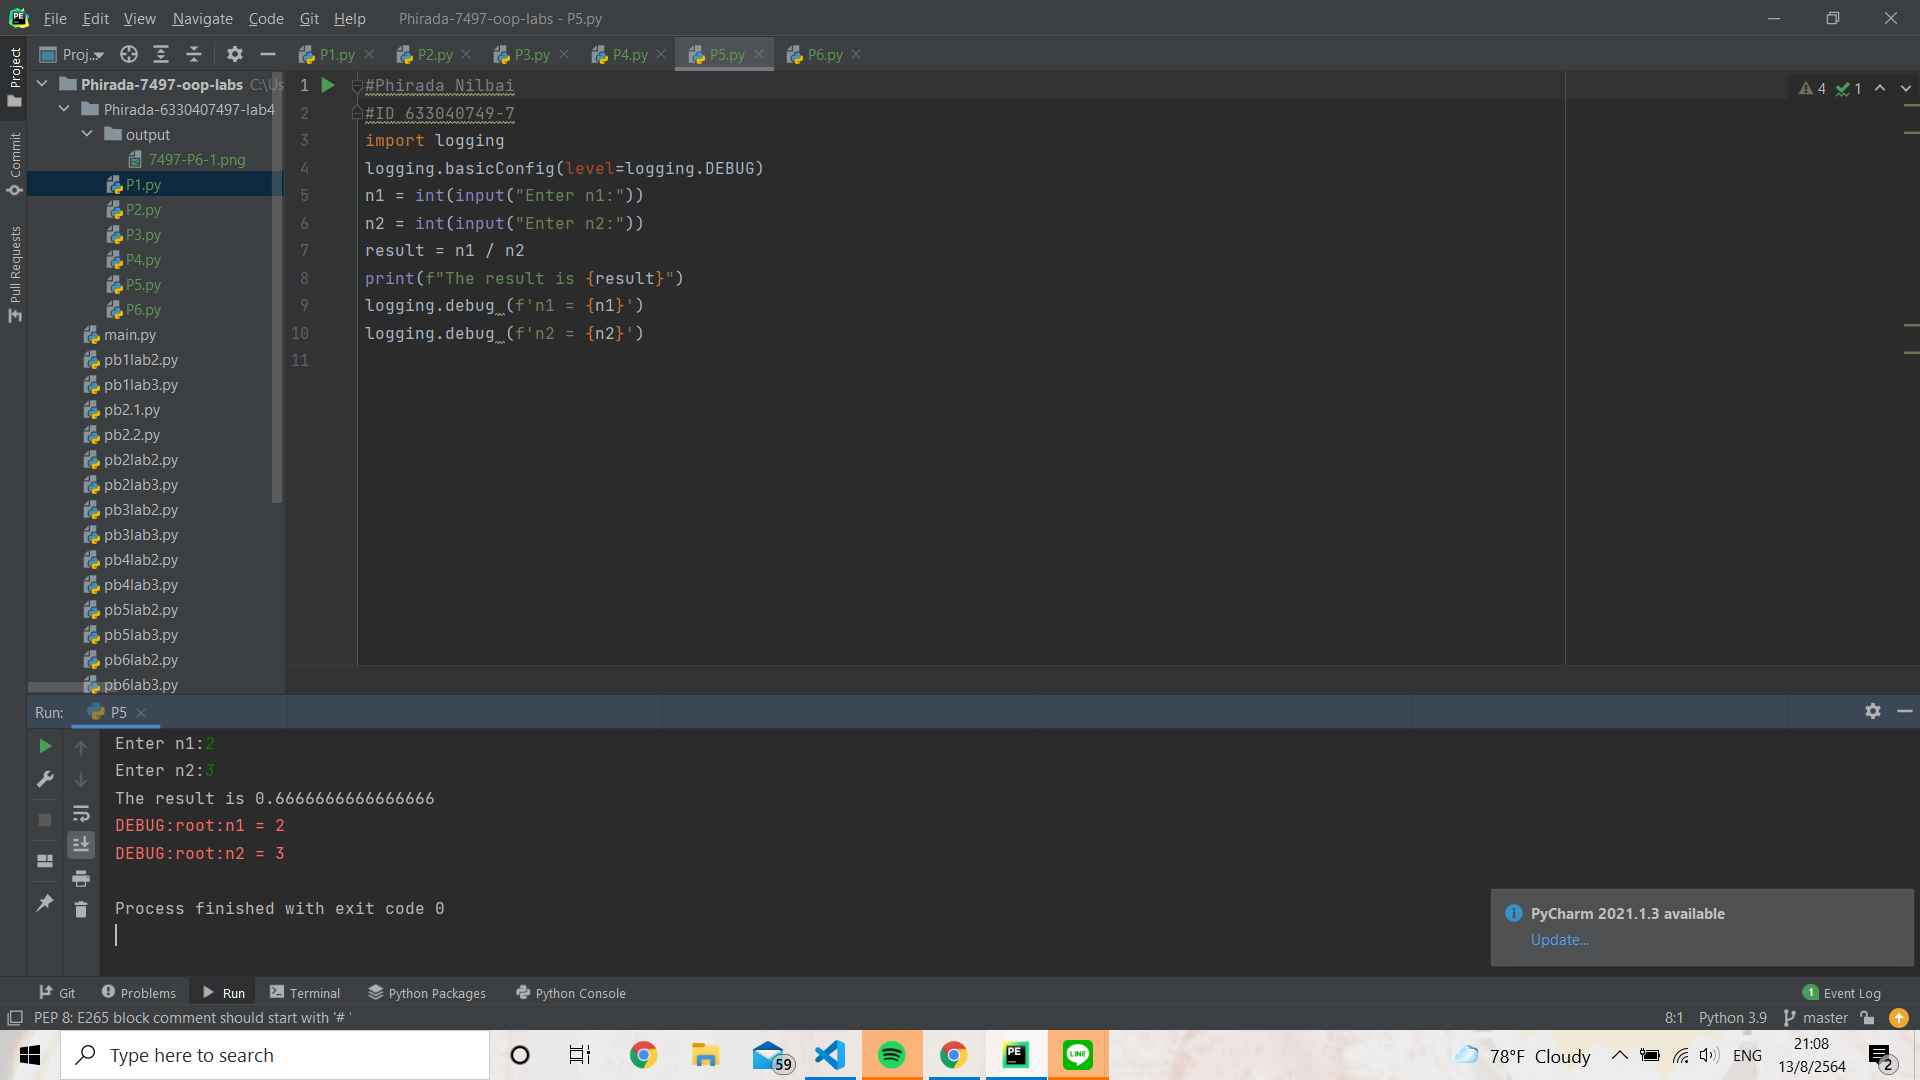 File Edit View Navigate Code Git Help Phirada-7497-oop-labs - P5.py
Proj... P1.py P2.py P3.py P4.py P5.py P6.py
Project
Commit
Pull Requests
Phirada-7497-oop-labs C:\Us
Phirada-6330407497-lab4
output
7497-P6-1.png
P1.py
P2.py
P3.py
P4.py
P5.py
P6.py
main.py
pb1lab2.py
pb1lab3.py
pb2.1.py
pb2.2.py
pb2lab2.py
pb2lab3.py
pb3lab2.py
pb3lab3.py
pb4lab2.py
pb4lab3.py
pb5lab2.py
pb5lab3.py
pb6lab2.py
pb6lab3.py
1 #Phirada Nilbai
2 #ID 633040749-7
3 import logging
4 logging.basicConfig(level=logging.DEBUG)
5 n1 = int(input("Enter n1:"))
6 n2 = int(input("Enter n2:"))
7 result = n1 / n2
8 print(f"The result is {result}")
9 logging.debug (f'n1 = {n1}')
10 logging.debug (f'n2 = {n2}')
11
4 1
Run: P5
Enter n1:2
Enter n2:3
The result is 0.6666666666666666
DEBUG:root:n1 = 2
DEBUG:root:n2 = 3
Process finished with exit code 0
PyCharm 2021.1.3 available
Update...
Git Problems Run Terminal Python Packages Python Console 1 Event Log
PEP 8: E265 block comment should start with '# ' 8:1 Python 3.9 master
Type here to search 59 PE LINE 78°F Cloudy ENG 21:08
13/8/2564 2